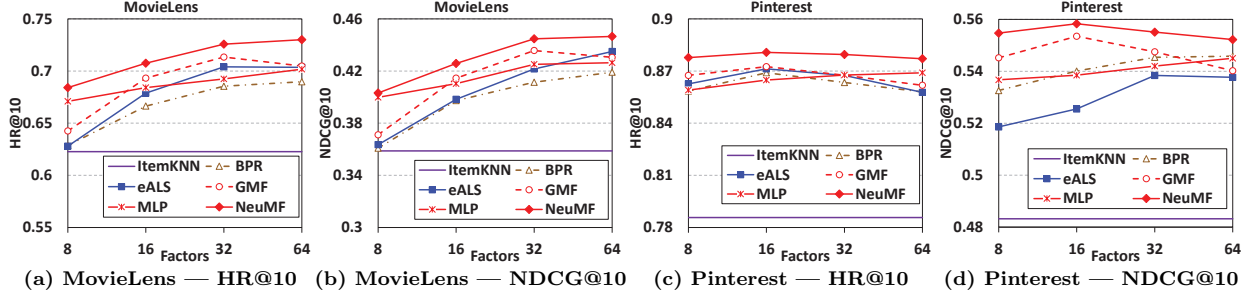 MovieLens
HR@10
0.75
0.7
0.65
0.6
0.55
ItemKNN
BPR
eALS
GMF
MLP
NeuMF
8
16
32
64
Factors
(a) MovieLens — HR@10
MovieLens
NDCG@10
0.46
0.42
0.38
0.34
0.3
ItemKNN
BPR
eALS
GMF
MLP
NeuMF
8
16
32
64
Factors
(b) MovieLens — NDCG@10
Pinterest
HR@10
0.9
0.87
0.84
0.81
0.78
ItemKNN
BPR
eALS
GMF
MLP
NeuMF
8
16
32
64
Factors
(c) Pinterest — HR@10
Pinterest
NDCG@10
0.56
0.54
0.52
0.5
0.48
ItemKNN
BPR
eALS
GMF
MLP
NeuMF
8
16
32
64
Factors
(d) Pinterest — NDCG@10